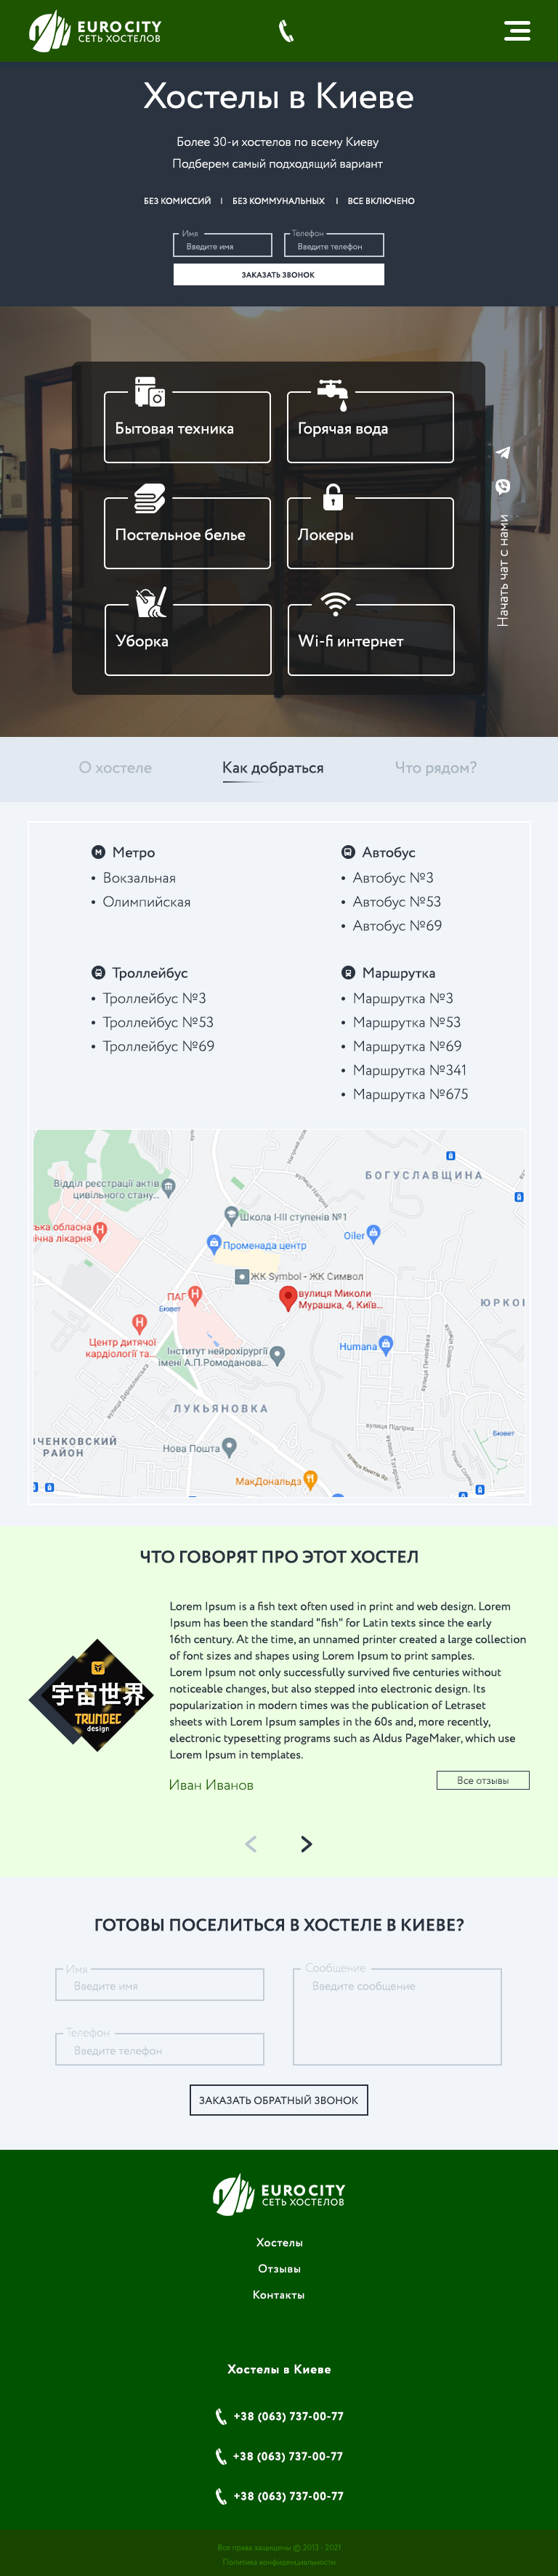 EUROCITY
СЕТЬ ХОСТЕЛОВ
Хостелы в Киеве
Более 30-и хостелов по всему Киеву
Подберем самый подходящий вариант
БЕЗ КОМИССИЙ | БЕЗ КОММУНАЛЬНЫХ | ВСЕ ВКЛЮЧЕНО
Имя Телефон
Введите имя Введите телефон
ЗАКАЗАТЬ ЗВОНОК
Бытовая техника
Горячая вода
Постельное белье
Локеры
Уборка
Wi-fi интернет
Начать чат с нами
О хостеле Как добраться Что рядом?
Метро
• Вокзальная
• Олимпийская
Автобус
• Автобус №3
• Автобус №53
• Автобус №69
Троллейбус
• Троллейбус №3
• Троллейбус №53
• Троллейбус №69
Маршрутка
• Маршрутка №3
• Маршрутка №53
• Маршрутка №69
• Маршрутка №341
• Маршрутка №675
БОГУСЛАВЩИНА
Відділ реєстрації актів
цивільного стану...
вулиця Нагірна
Школа І-ІІІ ступенів №1
ська обласна
ічна лікарня
Oiler
Променада центр
ЖК Symbol - ЖК Символ
ПАГ
Бювет
вулиця Миколи
Мурашка, 4, Київ...
ЮРКО
Центр дитячої
кардіології та...
Humana
Інститут нейрохірургії
імені А.П.Ромоданова...
ЛУКЬЯНОВКА
вулиця Підгірна
Бювет
ВЧЕНКОВСКИЙ
РАЙОН
Нова Пошта
вулиця Татарська
МакДональдз
ЧТО ГОВОРЯТ ПРО ЭТОТ ХОСТЕЛ
宇宙世界
TRUNDEZ
design
Lorem Ipsum is a fish text often used in print and web design. Lorem
Ipsum has been the standard "fish" for Latin texts since the early
16th century. At the time, an unnamed printer created a large collection
of font sizes and shapes using Lorem Ipsum to print samples.
Lorem Ipsum not only successfully survived five centuries without
noticeable changes, but also stepped into electronic design. Its
popularization in modern times was the publication of Letraset
sheets with Lorem Ipsum samples in the 60s and, more recently,
electronic typesetting programs such as Aldus PageMaker, which use
Lorem Ipsum in templates.
Иван Иванов
Все отзывы
ГОТОВЫ ПОСЕЛИТЬСЯ В ХОСТЕЛЕ В КИЕВЕ?
Имя
Введите имя
Телефон
Введите телефон
Сообщение
Введите сообщение
ЗАКАЗАТЬ ОБРАТНЫЙ ЗВОНОК
EUROCITY
СЕТЬ ХОСТЕЛОВ
Хостелы
Отзывы
Контакты
Хостелы в Киеве
+38 (063) 737-00-77
+38 (063) 737-00-77
+38 (063) 737-00-77
Все права защищены © 2013 - 2021
Политика конфиденциальности